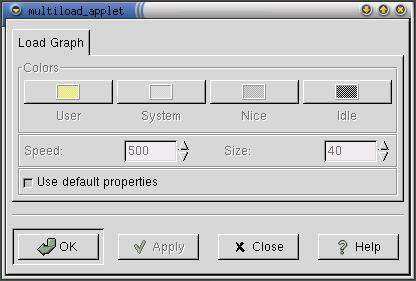 multiload_applet
Load Graph
Colors
User System Nice Idle
Speed: 500 Size: 40
Use default properties
OK Apply Close Help